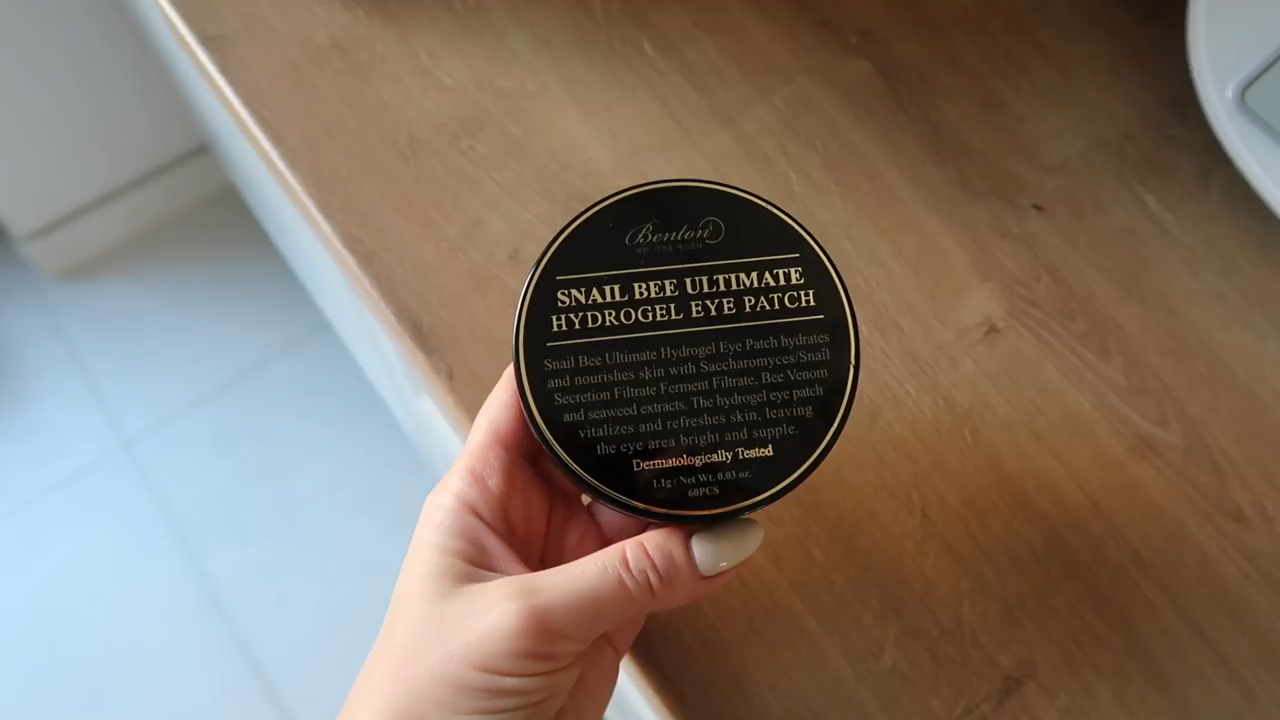 Benton
SNAIL BEE ULTIMATE
HYDROGEL EYE PATCH
Snail Bee Ultimate Hydrogel Eye Patch hydrates
and nourishes skin with Saccharomyces/Snail
Secretion Filtrate Ferment Filtrate, Bee Venom
and seaweed extracts. The hydrogel eye patch
vitalizes and refreshes skin, leaving
the eye area bright and supple.
Dermatologically Tested
1.1g / Net Wt. 0.03 oz.
60PCS